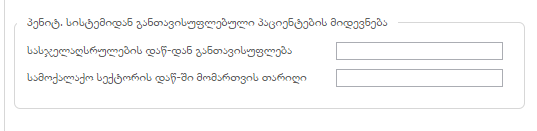 პენიტ. სისტემიდან განთავისუფლებული პაციენტების მიდევნება
სასჯელაღსრულების დაწ-დან განთავისუფლება
სამოქალაქო სექტორის დაწ-ში მომართვის თარიღი